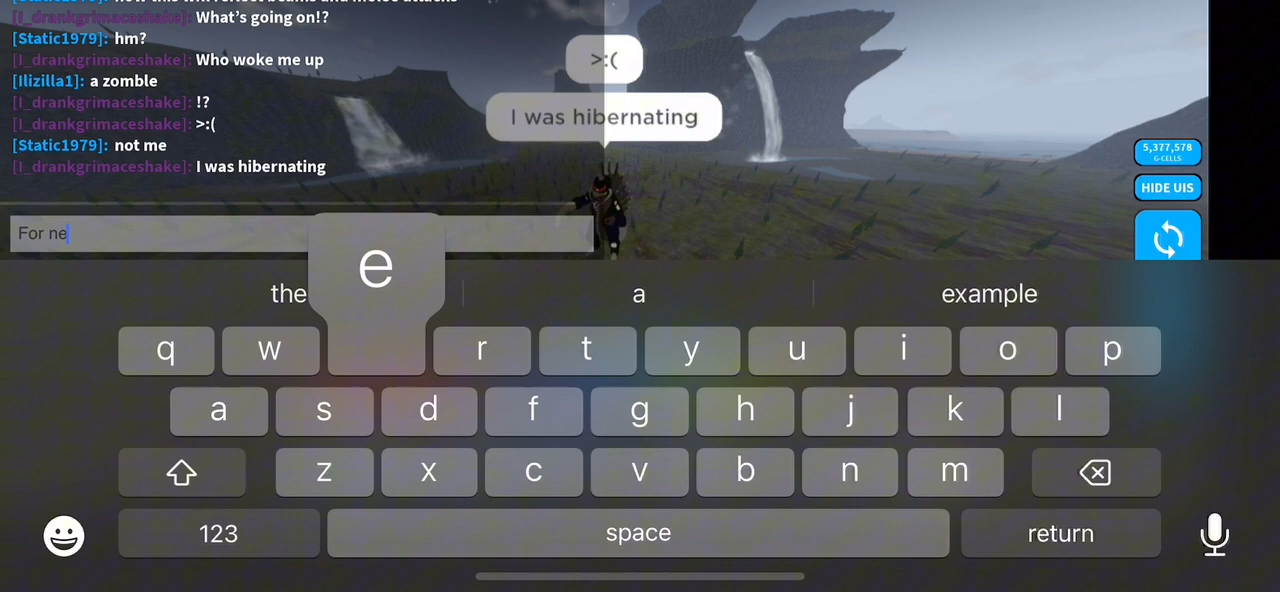 [I_drankgrimaceshake]: What's going on!?
[Static1979]: hm?
[I_drankgrimaceshake]: Who woke me up
[Ilizilla1]: a zomble
[I_drankgrimaceshake]: !?
[I_drankgrimaceshake]: >:(
[Static1979]: not me
[I_drankgrimaceshake]: I was hibernating
>:(
I was hibernating
5,377,578
G-CELLS
HIDE UIS
For ne
e
the
a
example
q w r t y u i o p
a s d f g h j k l
z x c v b n m
123
space
return